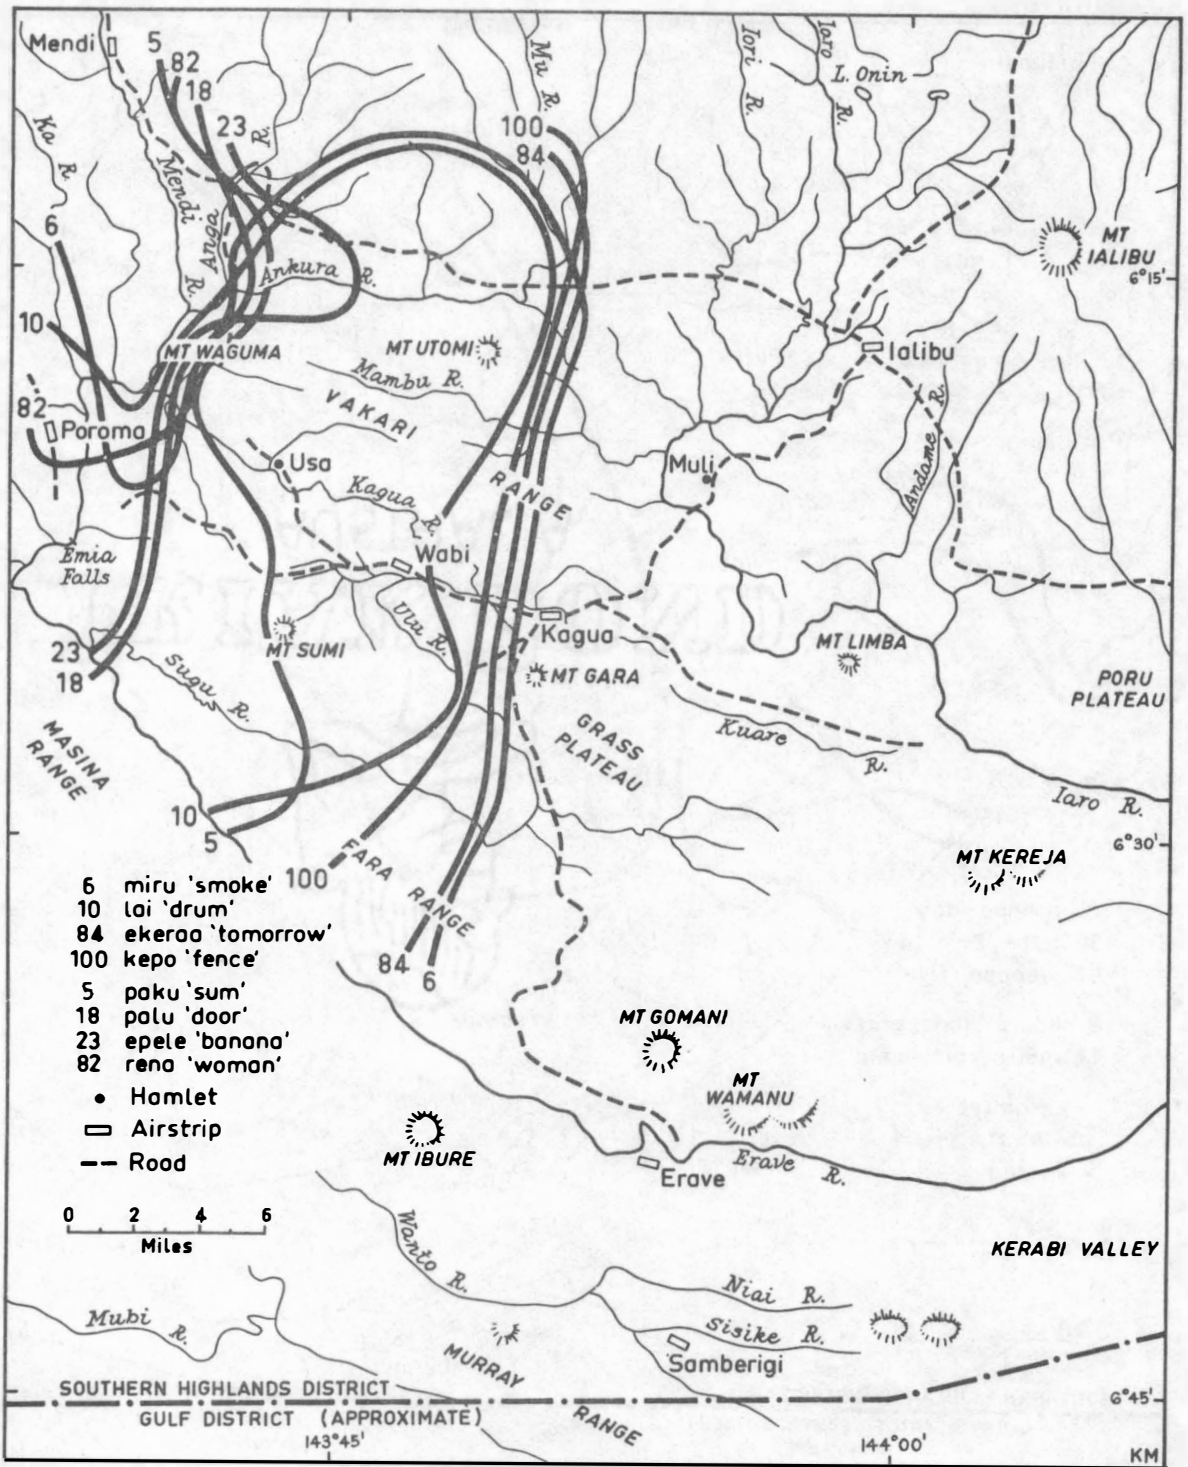 Mendi
5
82
18
23 R.
Mu R.
Iori R.
Iaro R.
L. Onin
100
84
Ka R.
Mendi R.
Anga
6
Ankura R.
MT IALIBU
6°15'
10
MT WAGUMA
MT UTOMI
Ialibu
Mambu R.
82
Poroma
VAKARI
RANGE
Usa
Muli
Andame R.
Kagua R.
Emia Falls
Wabi
Ulu R.
Kagua
23
18
MT SUMI
MT LIMBA
Sugu R.
MT GARA
PORU PLATEAU
MASINA RANGE
GRASS PLATEAU
Kuare R.
Iaro R.
10
5
6°30'
100
FARA RANGE
MT KEREJA
6 miru 'smoke'
10 lai 'drum'
84 ekeraa 'tomorrow'
100 kepo 'fence'
84
6
5 paku 'sum'
18 palu 'door'
23 epele 'banana'
82 rena 'woman'
MT GOMANI
Hamlet
Airstrip
Road
MT WAMANU
MT IBURE
Erave R.
Erave
0 2 4 6
Miles
Wanto R.
KERABI VALLEY
Niai R.
Mubi R.
Sisike R.
Samberigi
MURRAY RANGE
SOUTHERN HIGHLANDS DISTRICT
GULF DISTRICT (APPROXIMATE)
6°45'
143°45'
144°00'
KM